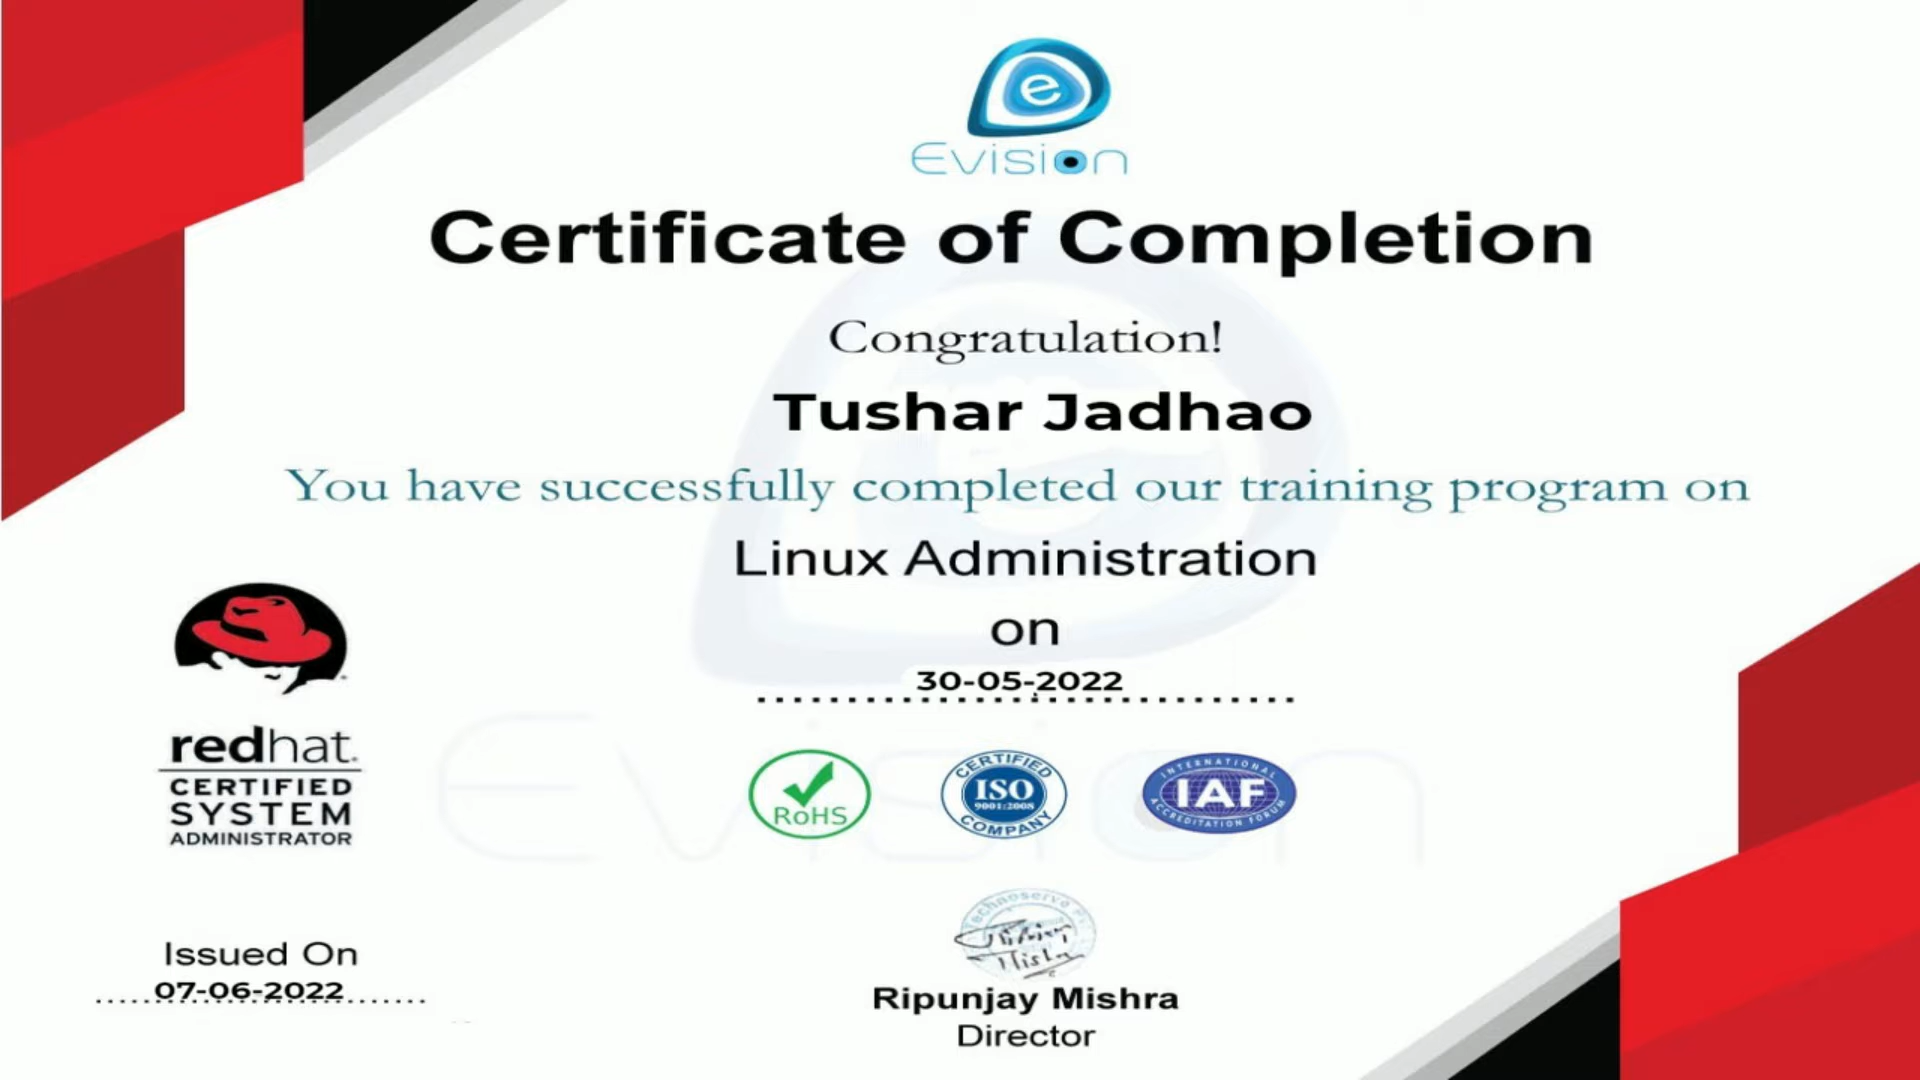 e
Evision
Certificate of Completion
Congratulation!
Tushar Jadhao
You have successfully completed our training program on
Linux Administration
on
30-05-2022
redhat.
CERTIFIED
SYSTEM
ADMINISTRATOR
RoHS
CERTIFIED
ISO
9001:2008
COMPANY
INTERNATIONAL
IAF
ACCREDITATION FORUM
Issued On
07-06-2022
Ripunjay Mishra
Director